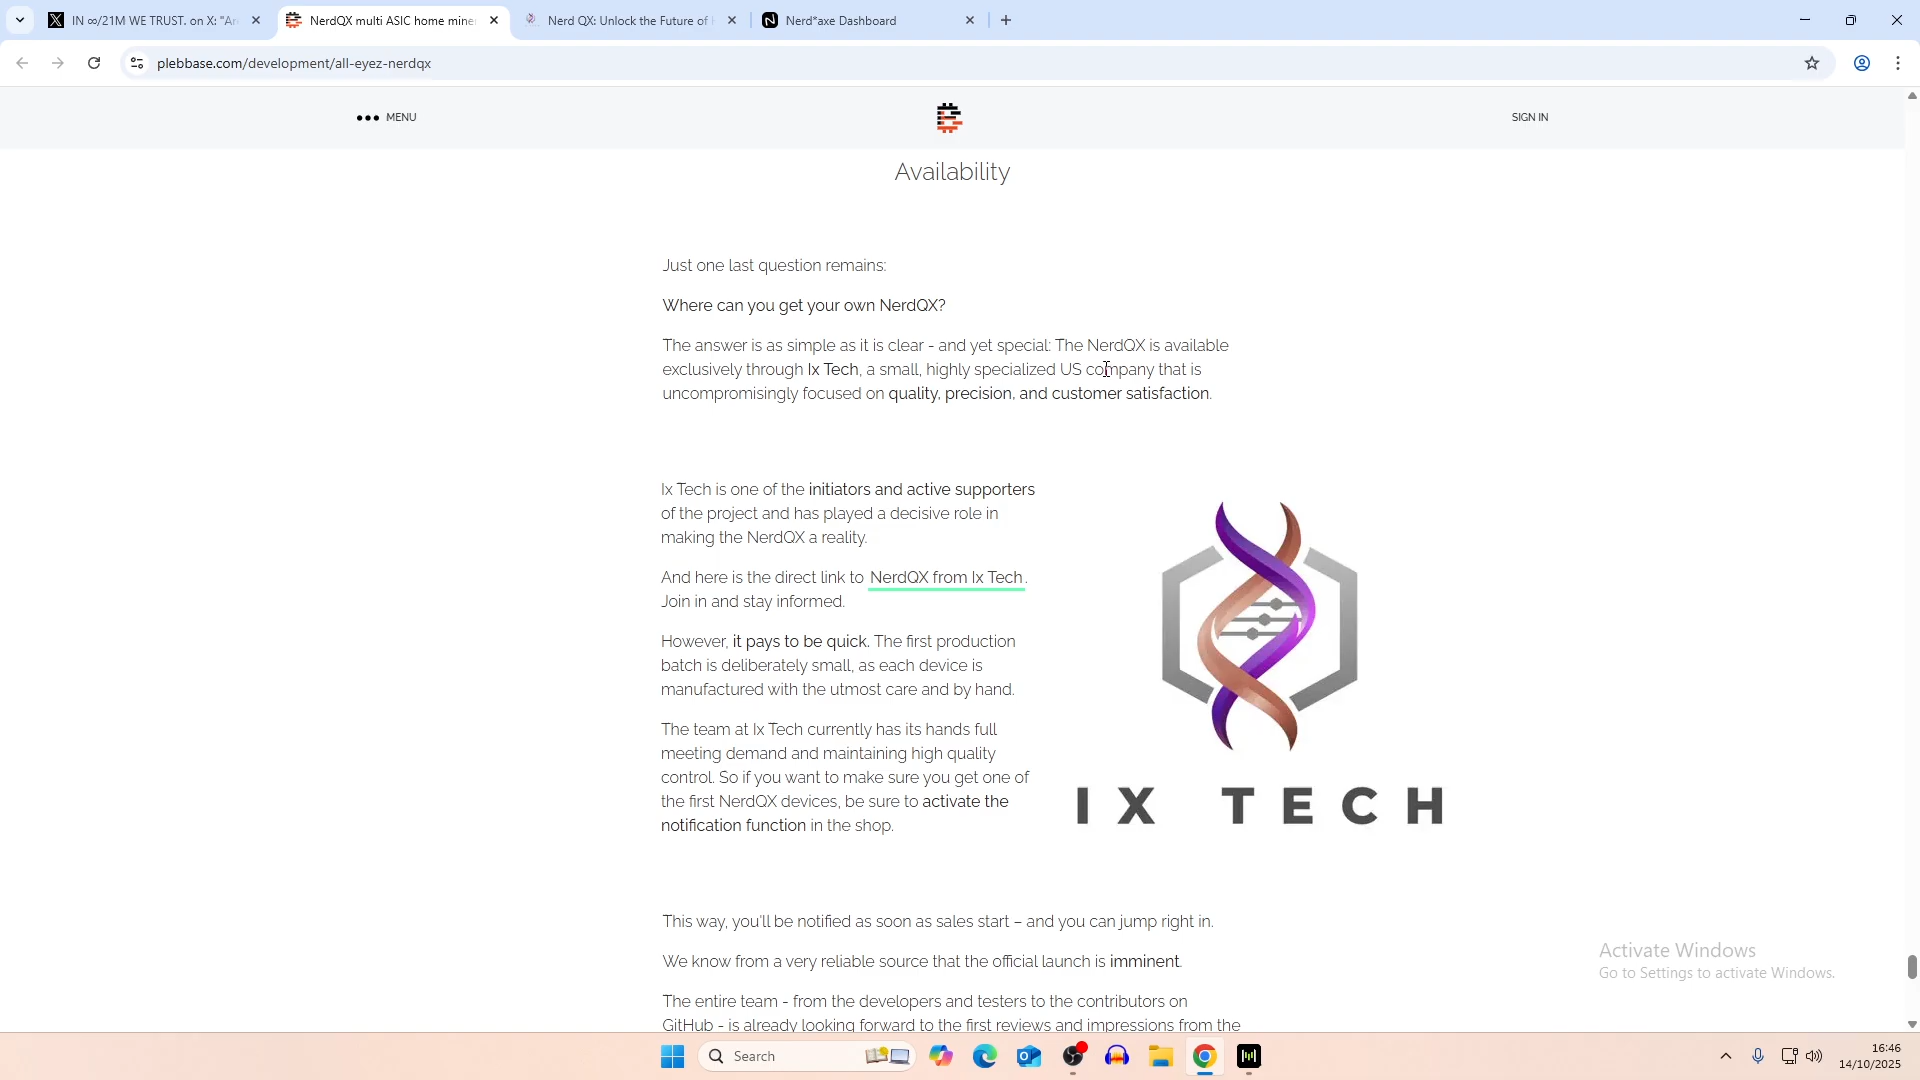 IN ∞/21M WE TRUST. on X: "Ar
NerdQX multi ASIC home mine
Nerd QX: Unlock the Future of
Nerd*axe Dashboard
plebbase.com/development/all-eyez-nerdqx
MENU
SIGN IN
Availability
Just one last question remains:
Where can you get your own NerdQX?
The answer is as simple as it is clear - and yet special: The NerdQX is available
exclusively through Ix Tech, a small, highly specialized US company that is
uncompromisingly focused on quality, precision, and customer satisfaction.
Ix Tech is one of the initiators and active supporters
of the project and has played a decisive role in
making the NerdQX a reality.
And here is the direct link to NerdQX from Ix Tech.
Join in and stay informed.
However, it pays to be quick. The first production
batch is deliberately small, as each device is
manufactured with the utmost care and by hand.
The team at Ix Tech currently has its hands full
meeting demand and maintaining high quality
control. So if you want to make sure you get one of
the first NerdQX devices, be sure to activate the
notification function in the shop.
IX TECH
This way, you'll be notified as soon as sales start – and you can jump right in.
We know from a very reliable source that the official launch is imminent.
The entire team - from the developers and testers to the contributors on
GitHub - is already looking forward to the first reviews and impressions from the
Activate Windows
Go to Settings to activate Windows.
Search
16:46
14/10/2025